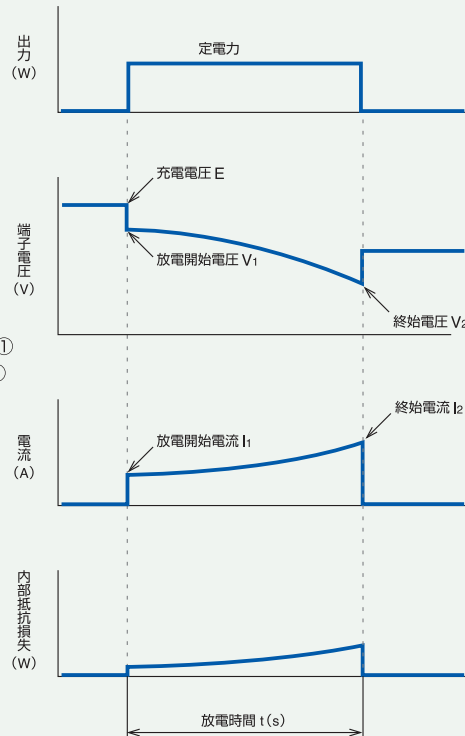 出力
(W)
定電力
充電電圧 E
端子電圧
(V)
放電開始電圧 V1
終始電圧 V2
①
電流
(A)
放電開始電流 I1
終始電流 I2
内部抵抗損失
(W)
放電時間 t(s)